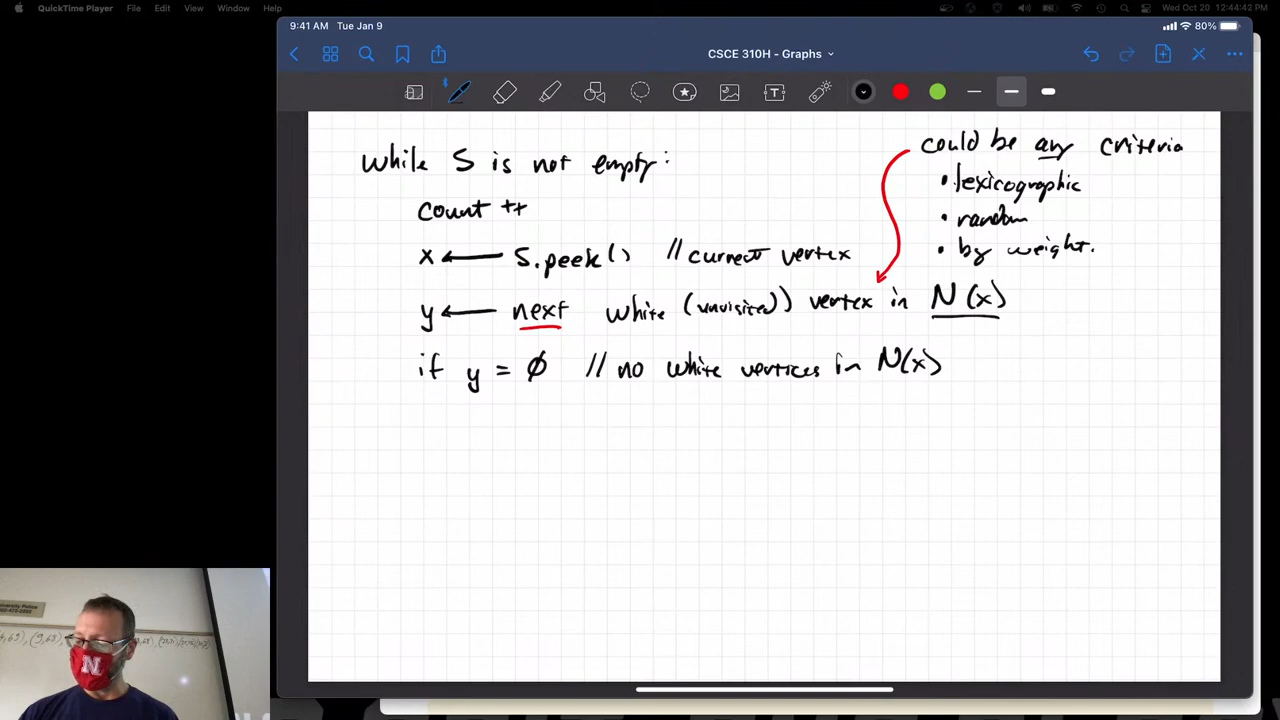 QuickTime Player File Edit View Window Help
Wed Oct 20 12:44:42
9:41 AM Tue Jan 9
80%
CSCE 310H - Graphs
while S is not empty:
count ++
x ← S.peek() // current vertex
y ← next white (unvisited) vertex in N(x)
if y = ∅ // no white vertices in N(x)
could be any criteria
• lexicographic
• random
• by weight.
University Police
N